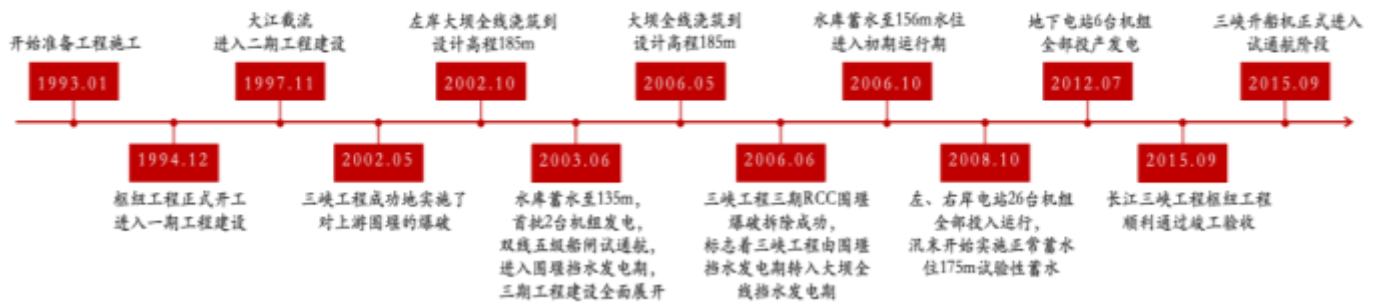 开始准备工程施工
1993.01
1994.12
枢纽工程正式开工
进入一期工程建设
大江截流
进入二期工程建设
1997.11
2002.05
三峡工程成功地实施了
对上游围堰的爆破
左岸大坝全线浇筑到
设计高程185m
2002.10
2003.06
水库蓄水至135m，
首批2台机组发电，
双线五级船闸试通航，
进入围堰挡水发电期，
三期工程建设全面展开
大坝全线浇筑到
设计高程185m
2006.05
2006.06
三峡工程三期RCC围堰
爆破拆除成功，
标志着三峡工程由围堰
挡水发电期转入大坝全
线挡水发电期
水库蓄水至156m水位
进入初期运行期
2006.10
2008.10
左、右岸电站26台机组
全部投入运行，
汛末开始实施正常蓄水
位175m试验性蓄水
地下电站6台机组
全部投产发电
2012.07
2015.09
长江三峡工程枢纽工程
顺利通过竣工验收
三峡升船机正式进入
试通航阶段
2015.09